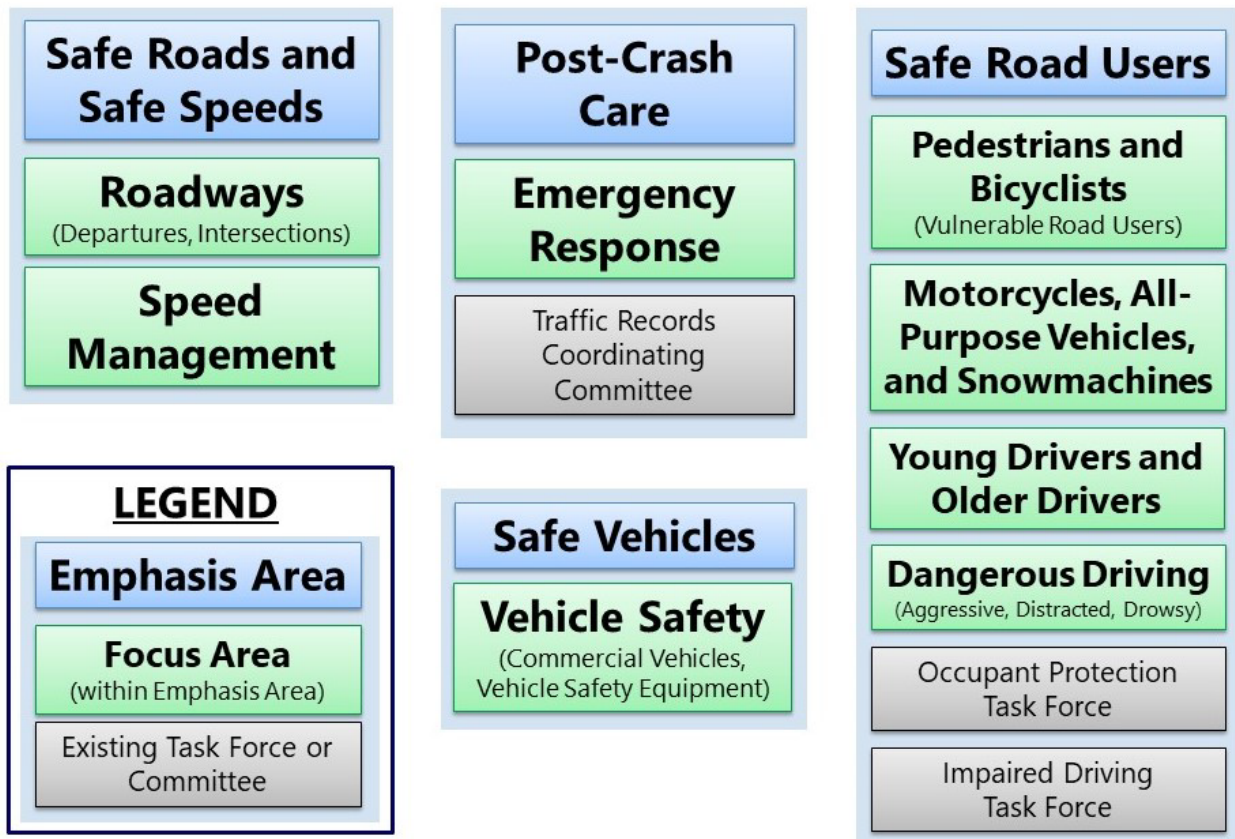 Safe Roads and
Safe Speeds
Roadways
(Departures, Intersections)
Speed
Management
LEGEND
Emphasis Area
Focus Area
(within Emphasis Area)
Existing Task Force or
Committee
Post-Crash
Care
Emergency
Response
Traffic Records
Coordinating
Committee
Safe Vehicles
Vehicle Safety
(Commercial Vehicles,
Vehicle Safety Equipment)
Safe Road Users
Pedestrians and
Bicyclists
(Vulnerable Road Users)
Motorcycles, All-
Purpose Vehicles,
and Snowmachines
Young Drivers and
Older Drivers
Dangerous Driving
(Aggressive, Distracted, Drowsy)
Occupant Protection
Task Force
Impaired Driving
Task Force